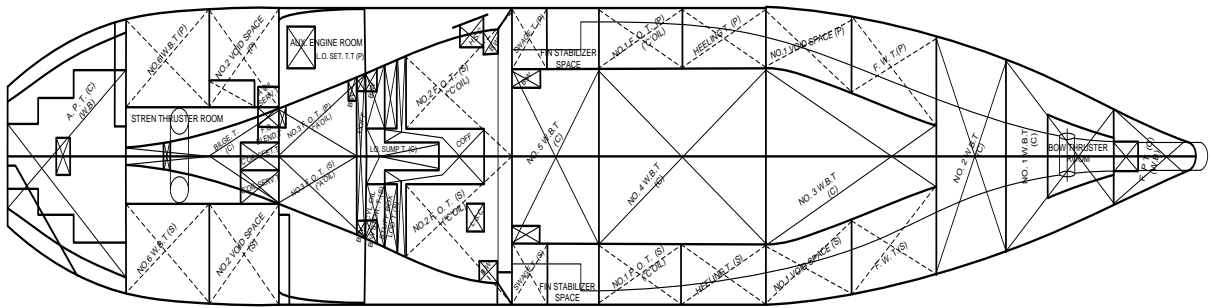 A. P. T. (C)
(W.B)
NO.6 W.B.T (P)
NO.2 VOID SPACE
(P)
STREN THRUSTER ROOM
NO.6 W.B.T (S)
NO.2 VOID SPACE
(S)
BILGE. T.
(C)
AUX. ENGINE ROOM
L.O. SET. T.T (P)
NO.3 F.O.T. (P)
("A"OIL)
NO.3 F.O.T. (S)
("A"OIL)
COFF
L.O. SUMP T. (C)
COFF
NO.2 F. O. T. (S)
("C"OIL)
NO.2 F. O. T. (S)
("C"OIL)
FIN STABILIZER
SPACE
NO.5 W.B.T
(C)
FIN STABILIZER
SPACE
NO.1 F. O. T. (P)
("C"OIL)
HEELING T. (P)
NO. 4 W.B.T
(C)
NO.1 F. O. T. (S)
("C"OIL)
HEELING T. (S)
NO.1 VOID SPACE (P)
F. W. T. (P)
NO. 3 W.B.T
(C)
NO.1 VOID SPACE (S)
F. W. T. (S)
NO. 2 W.B.T
(C)
NO. 1 W.B.T
(C)
BOW THRUSTER
ROOM
F. P. T. (C)
(W.B)